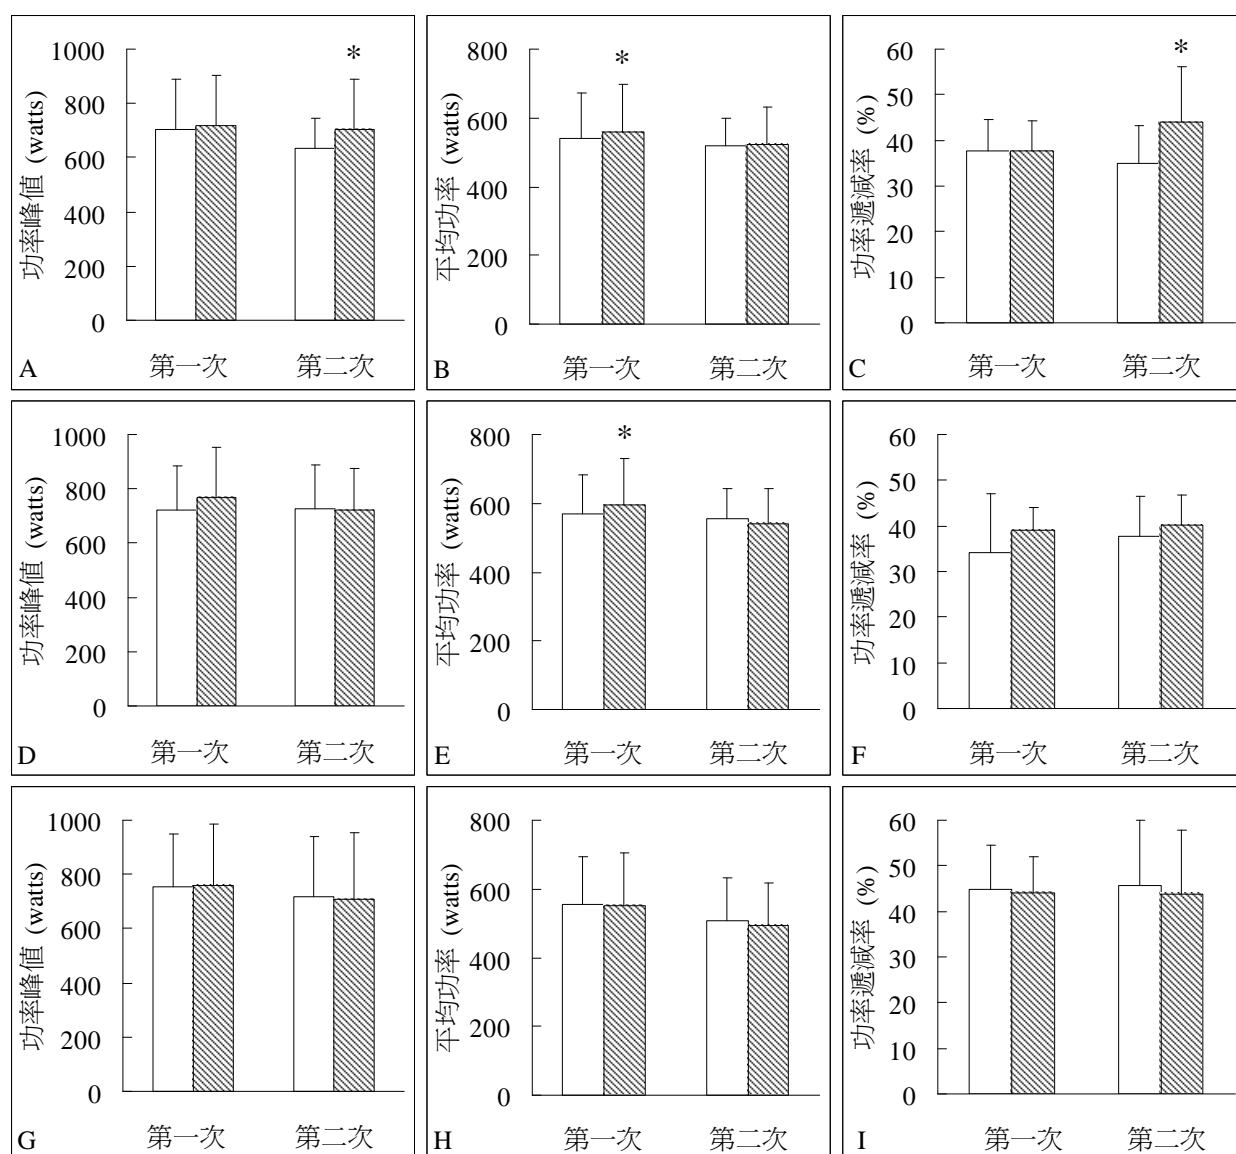 1000
800
600
400
200
0
功率峰值 (watts)
*
第一次 第二次
A
800
600
400
200
0
平均功率 (watts)
*
第一次 第二次
B
60
50
40
30
20
10
0
功率遞減率 (%)
*
第一次 第二次
C
1000
800
600
400
200
0
功率峰值 (watts)
第一次 第二次
D
800
600
400
200
0
平均功率 (watts)
*
第一次 第二次
E
60
50
40
30
20
10
0
功率遞減率 (%)
第一次 第二次
F
1000
800
600
400
200
0
功率峰值 (watts)
第一次 第二次
G
800
600
400
200
0
平均功率 (watts)
第一次 第二次
H
60
50
40
30
20
10
0
功率遞減率 (%)
第一次 第二次
I